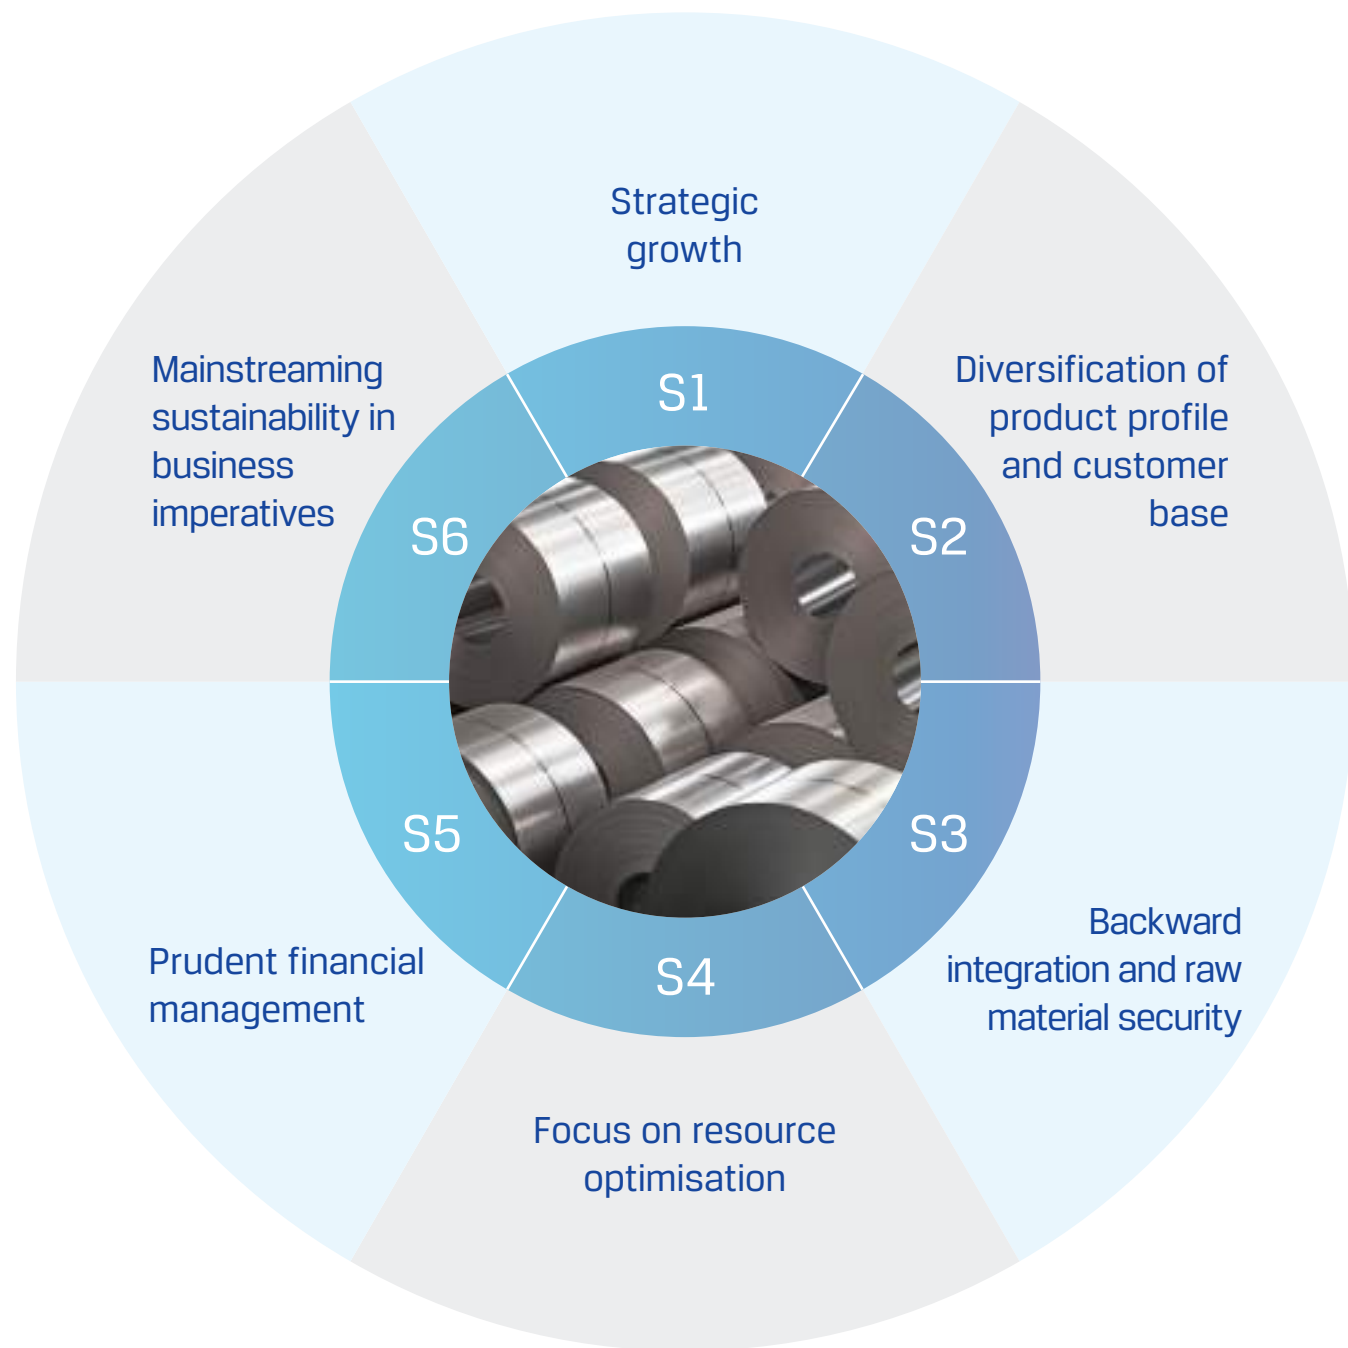 Strategic
growth
S1
Diversification of
product profile
and customer
base
S2
Backward
integration and raw
material security
S3
Focus on resource
optimisation
S4
Prudent financial
management
S5
Mainstreaming
sustainability in
business
imperatives
S6